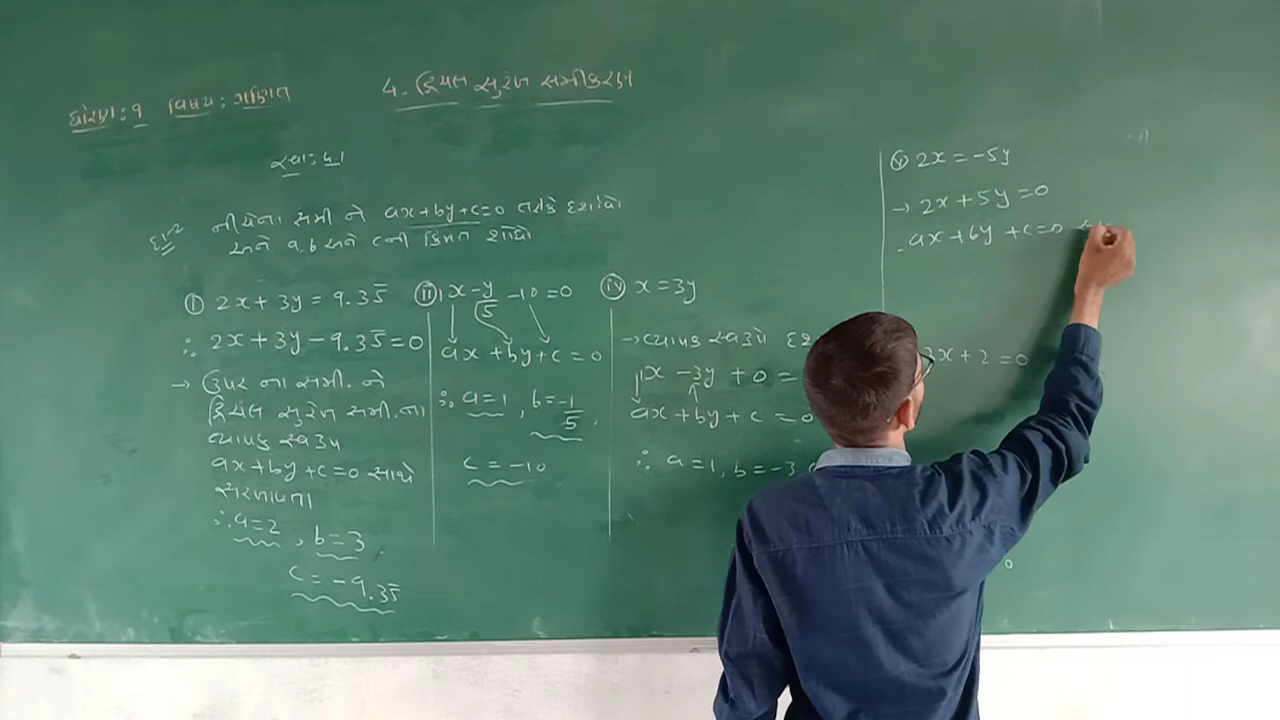 ધોરણ : ૧ વિષય : ગણિત
4. દ્વિચલ સુરેખ સમીકરણ
સ્વા : 4.1
દા-2 નીચેના સમી ને ax+by+c=0 તરીકે દર્શાવો
અને a, b અને c ની કિંમત શોધો
① 2x + 3y = 9.35̅
∴ 2x + 3y − 9.35̅ = 0
→ ઉપર ના સમી. ને
દ્વિચલ સુરેખ સમી. ના
વ્યાપક સ્વરૂપ
ax + by + c = 0 સાથે
સરખાવતા
∴ a = 2, b = 3
c = − 9.35̅
ⓘⓘ 1x − y/5 − 10 = 0
ax + by + c = 0
∴ a = 1, b = −1/5
c = −10
ⓘⓥ x = 3y
→ વ્યાપક સ્વરૂપે
1x − 3y + 0 =
ax + by + c = 0
∴ a = 1, b = −3
ⓥ 2x = −5y
→ 2x + 5y = 0
ax + by + c = 0
3x + 2 = 0